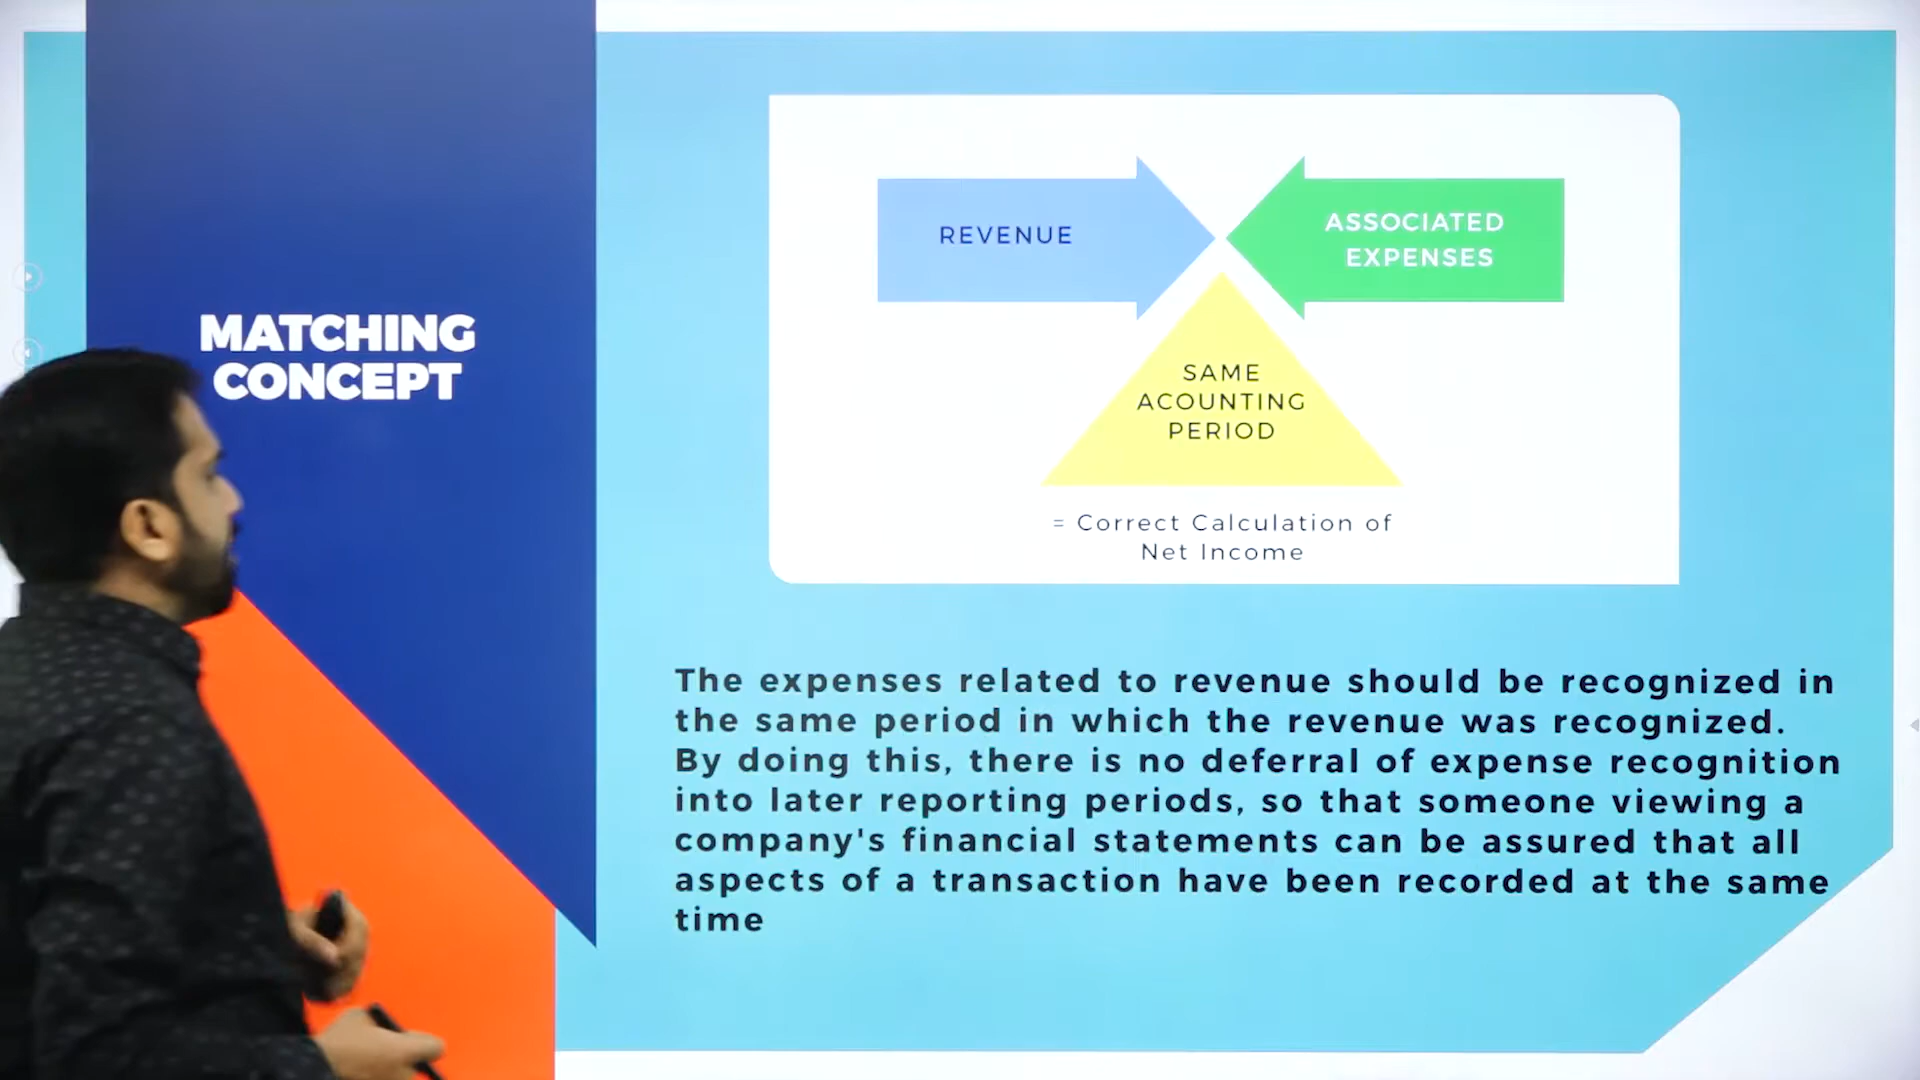 MATCHING
CONCEPT
REVENUE
ASSOCIATED
EXPENSES
SAME
ACOUNTING
PERIOD
= Correct Calculation of
Net Income
The expenses related to revenue should be recognized in
the same period in which the revenue was recognized.
By doing this, there is no deferral of expense recognition
into later reporting periods, so that someone viewing a
company's financial statements can be assured that all
aspects of a transaction have been recorded at the same
time